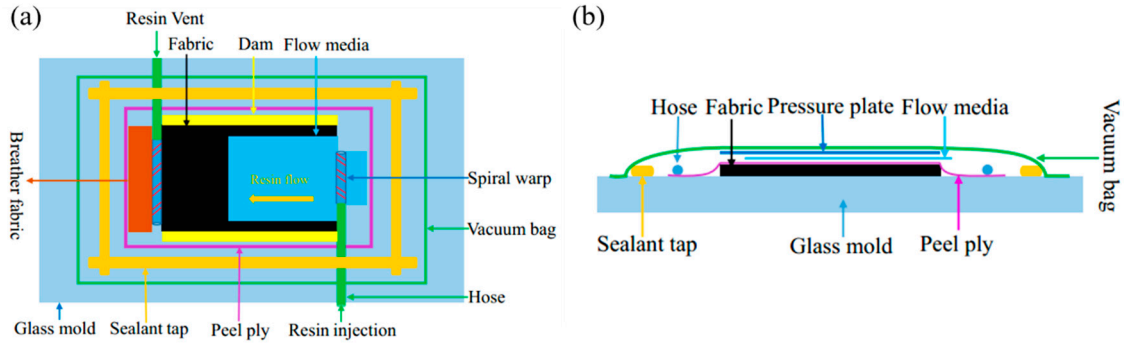 (a)
Resin Vent
Fabric
Dam
Flow media
Breather fabric
Resin flow
Spiral warp
Vacuum bag
Hose
Glass mold
Sealant tap
Peel ply
Resin injection
(b)
Hose
Fabric
Pressure plate
Flow media
Vacuum bag
Sealant tap
Glass mold
Peel ply